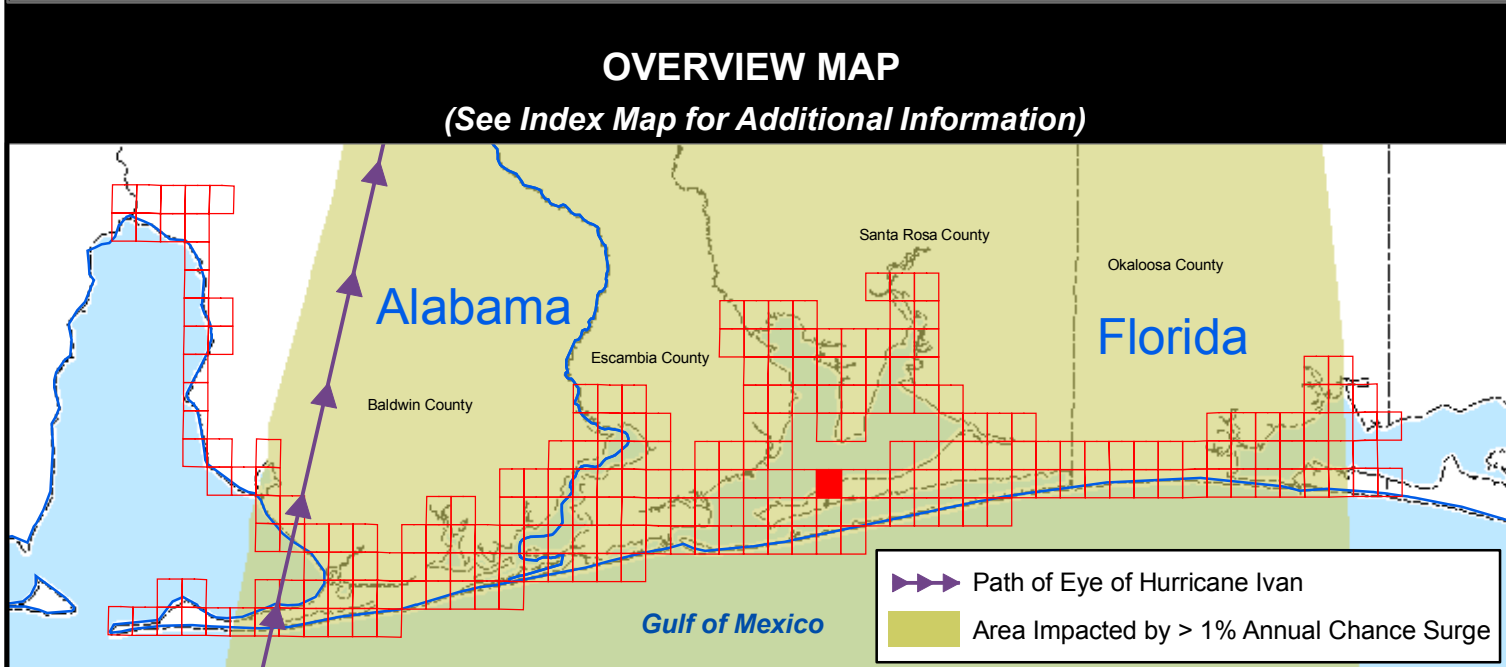 OVERVIEW MAP
(See Index Map for Additional Information)
Santa Rosa County
Okaloosa County
Alabama
Florida
Escambia County
Baldwin County
Gulf of Mexico
Path of Eye of Hurricane Ivan
Area Impacted by > 1% Annual Chance Surge